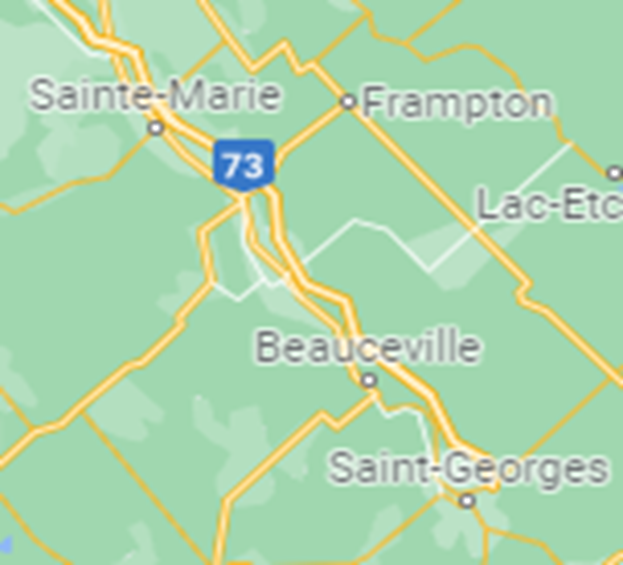 Sainte-Marie
Frampton
73
Lac-Etc
Beauceville
Saint-Georges